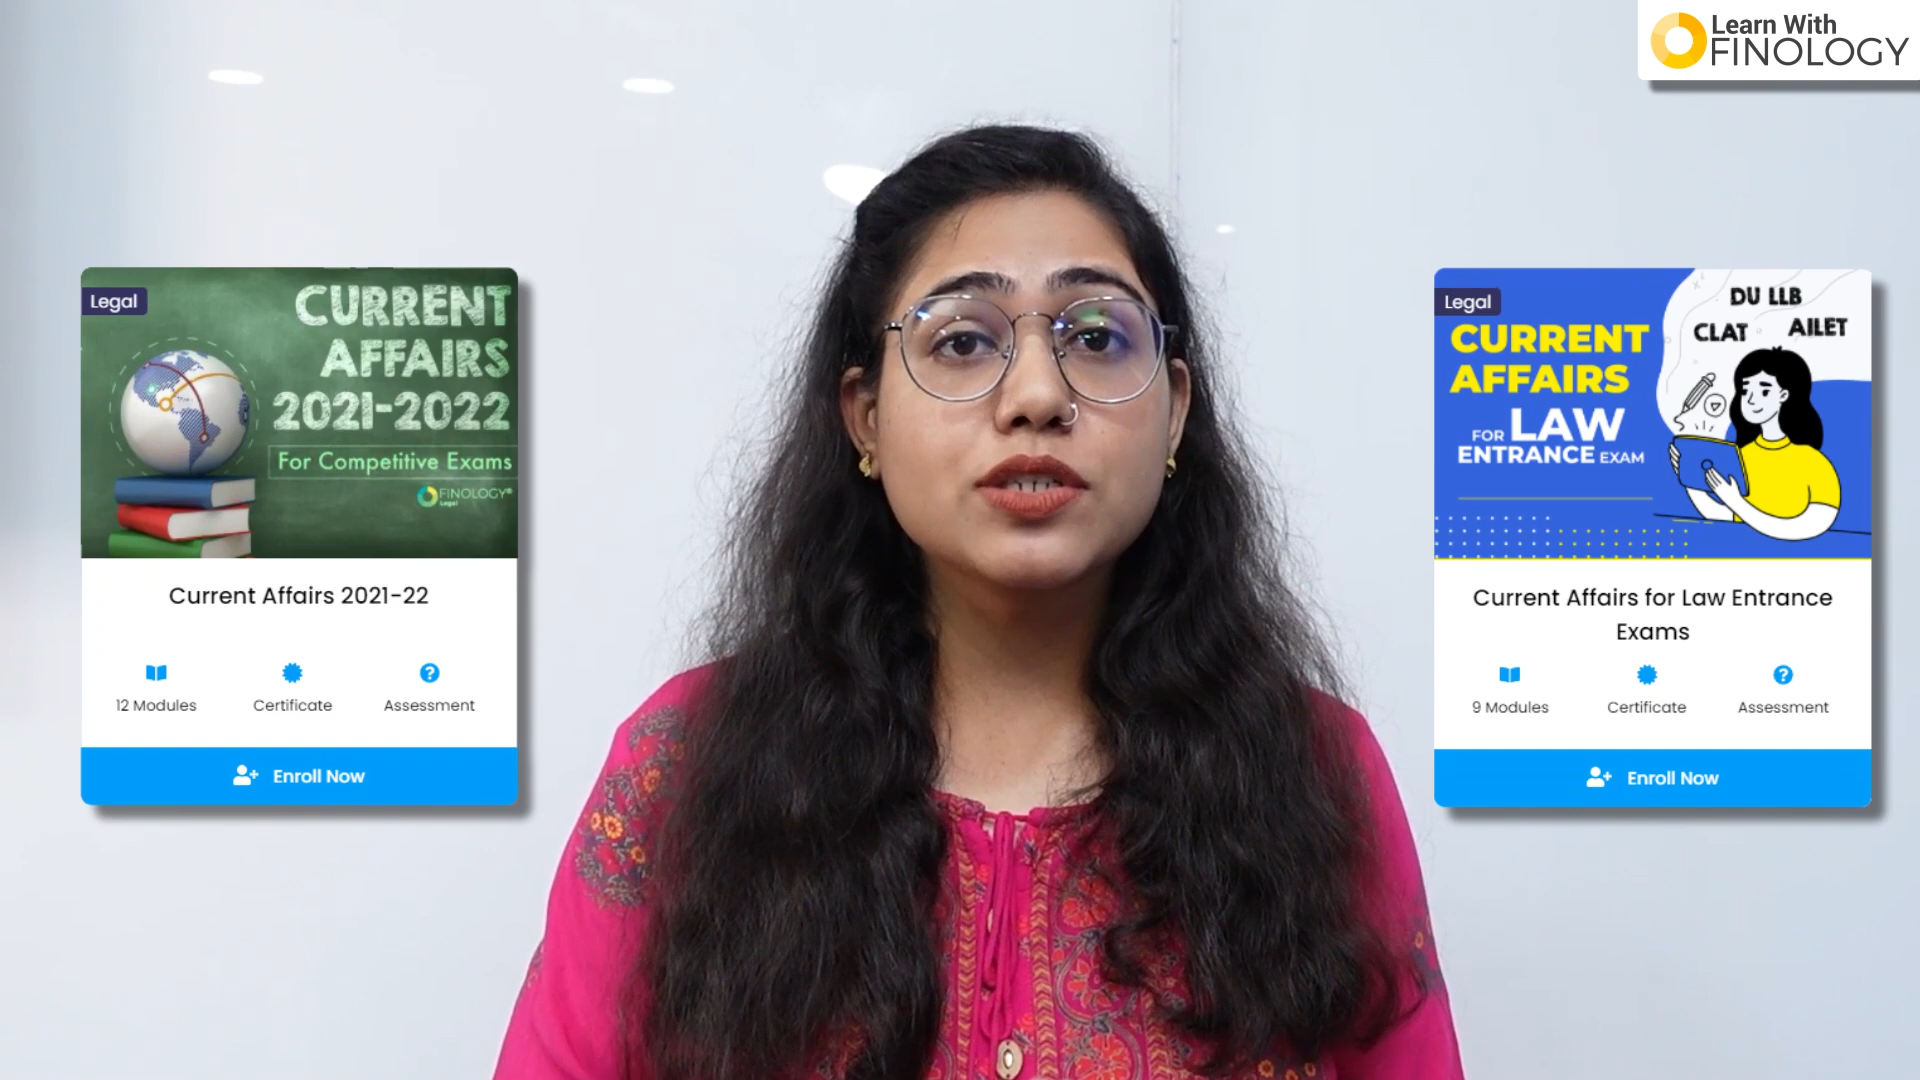 Learn With
FINOLOGY
Legal
CURRENT
AFFAIRS
2021-2022
For Competitive Exams
FINOLOGY
Legal
Current Affairs 2021-22
12 Modules
Certificate
Assessment
Enroll Now
Legal
DU LLB
CLAT
AILET
CURRENT
AFFAIRS
FOR LAW
ENTRANCE EXAM
Current Affairs for Law Entrance
Exams
9 Modules
Certificate
Assessment
Enroll Now